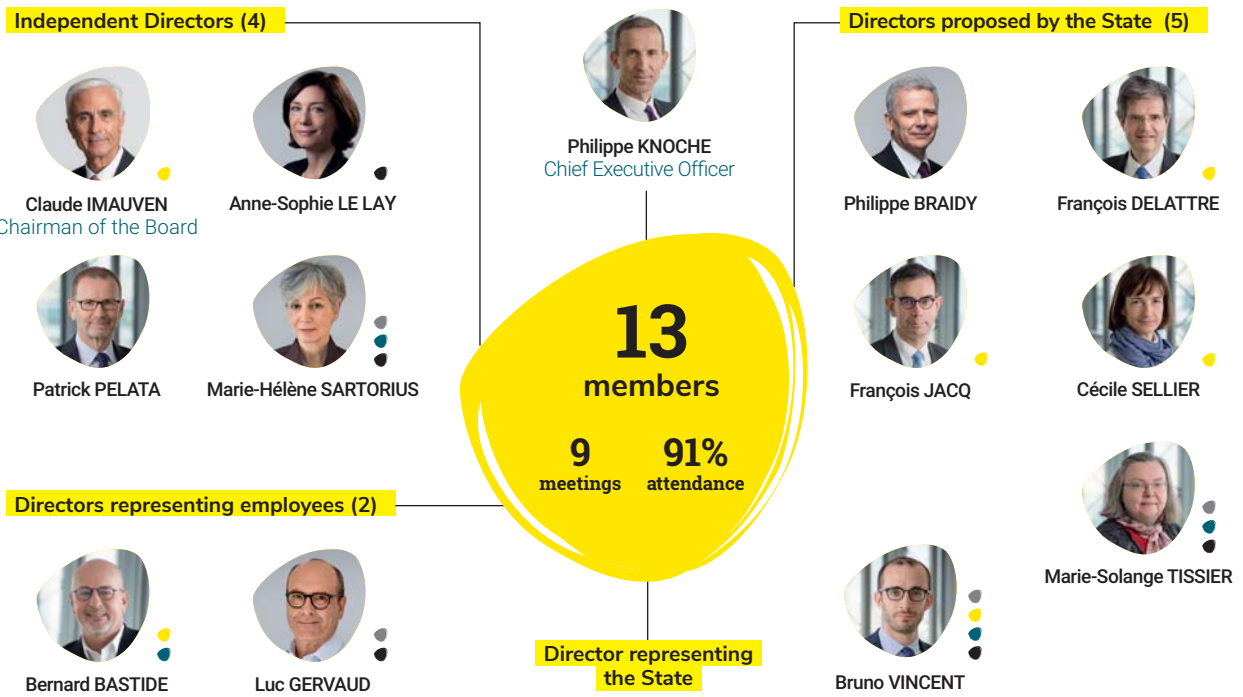 Independent Directors (4)
Claude IMAUVEN
Chairman of the Board
Anne-Sophie LE LAY
Patrick PELATA
Marie-Hélène SARTORIUS
Philippe KNOCHE
Chief Executive Officer
Directors proposed by the State (5)
Philippe BRAIDY
François DELATTRE
François JACQ
Cécile SELLIER
Marie-Solange TISSIER
13
members
9
meetings
91%
attendance
Directors representing employees (2)
Bernard BASTIDE
Luc GERVAUD
Director representing
the State
Bruno VINCENT